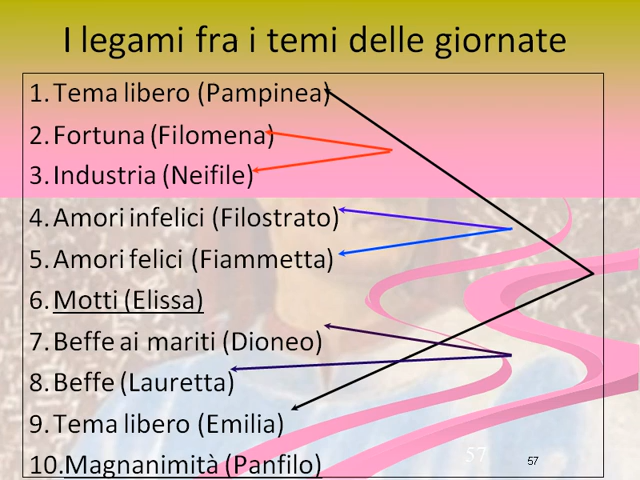 I legami fra i temi delle giornate
1. Tema libero (Pampinea)
2. Fortuna (Filomena)
3. Industria (Neifile)
4. Amori infelici (Filostrato)
5. Amori felici (Fiammetta)
6. Motti (Elissa)
7. Beffe ai mariti (Dioneo)
8. Beffe (Lauretta)
9. Tema libero (Emilia)
10. Magnanimità (Panfilo)
57
57